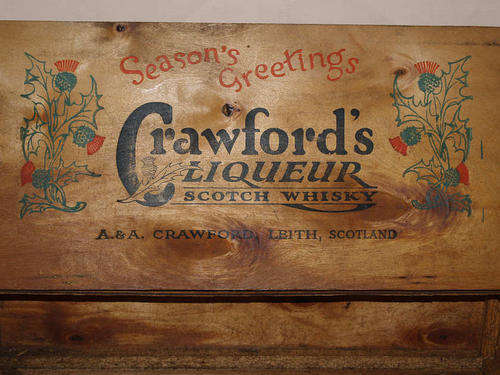 Season's
Greetings
Crawford's
LIQUEUR
SCOTCH WHISKY
A. & A. CRAWFORD, LEITH, SCOTLAND